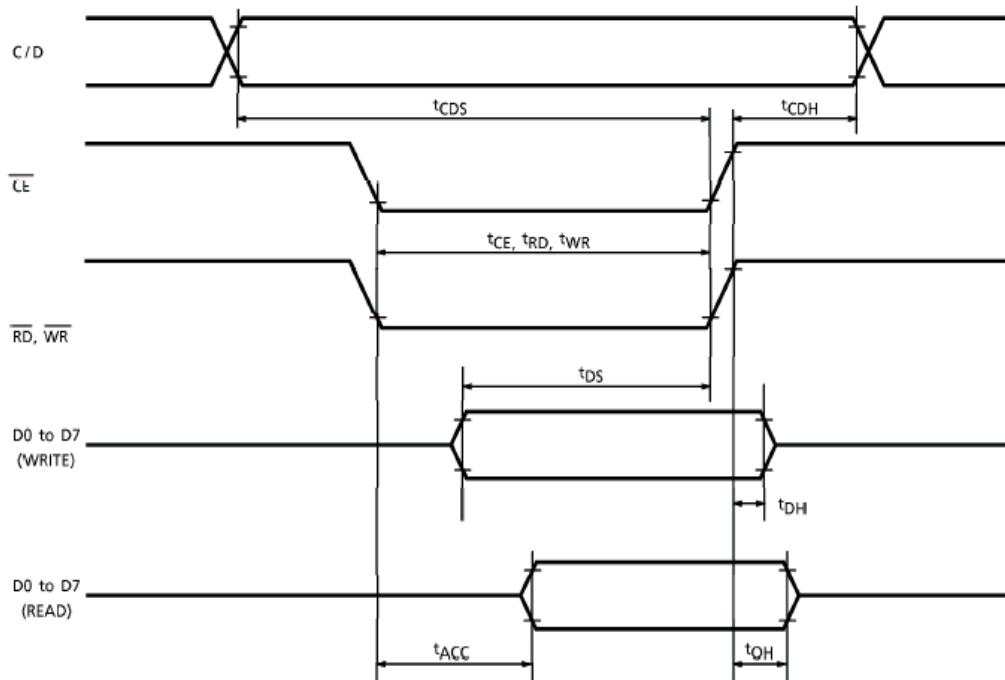 C/D
tCDS
tCDH
CE
tCE, tRD, tWR
RD, WR
tDS
D0 to D7
(WRITE)
tDH
D0 to D7
(READ)
tACC
tOH